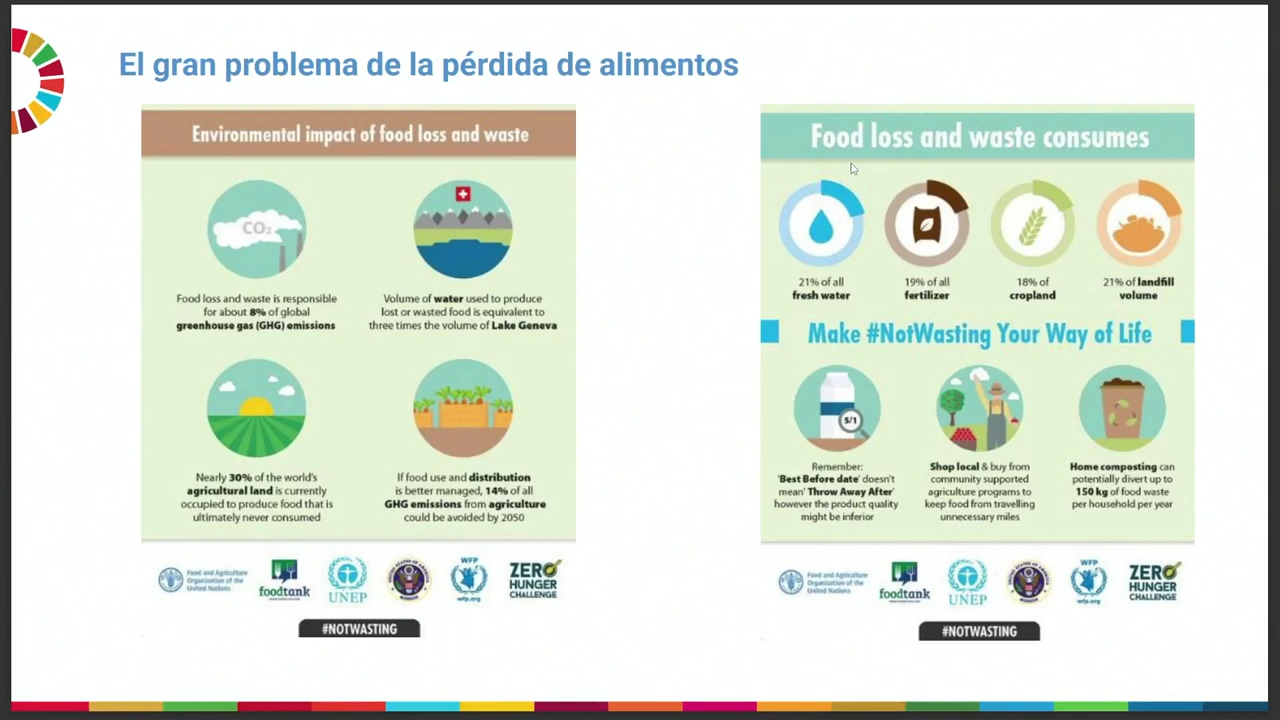 El gran problema de la pérdida de alimentos
Environmental impact of food loss and waste
CO₂
Food loss and waste is responsible
for about 8% of global
greenhouse gas (GHG) emissions
Volume of water used to produce
lost or wasted food is equivalent to
three times the volume of Lake Geneva
Nearly 30% of the world's
agricultural land is currently
occupied to produce food that is
ultimately never consumed
If food use and distribution
is better managed, 14% of all
GHG emissions from agriculture
could be avoided by 2050
Food and Agriculture
Organization of the
United Nations
foodtank
UNEP
WFP
wfp.org
ZERO
HUNGER
CHALLENGE
#NOTWASTING
Food loss and waste consumes
21% of all
fresh water
19% of all
fertilizer
18% of
cropland
21% of landfill
volume
Make #NotWasting Your Way of Life
5/1
Remember:
'Best Before date' doesn't
mean' Throw Away After'
however the product quality
might be inferior
Shop local & buy from
community supported
agriculture programs to
keep food from travelling
unnecessary miles
Home composting can
potentially divert up to
150 kg of food waste
per household per year
Food and Agriculture
Organization of the
United Nations
foodtank
UNEP
WFP
wfp.org
ZERO
HUNGER
CHALLENGE
#NOTWASTING